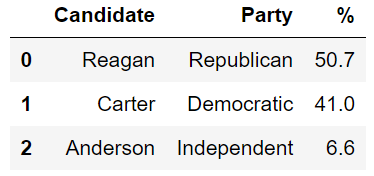 Candidate Party %
0 Reagan Republican 50.7
1 Carter Democratic 41.0
2 Anderson Independent 6.6